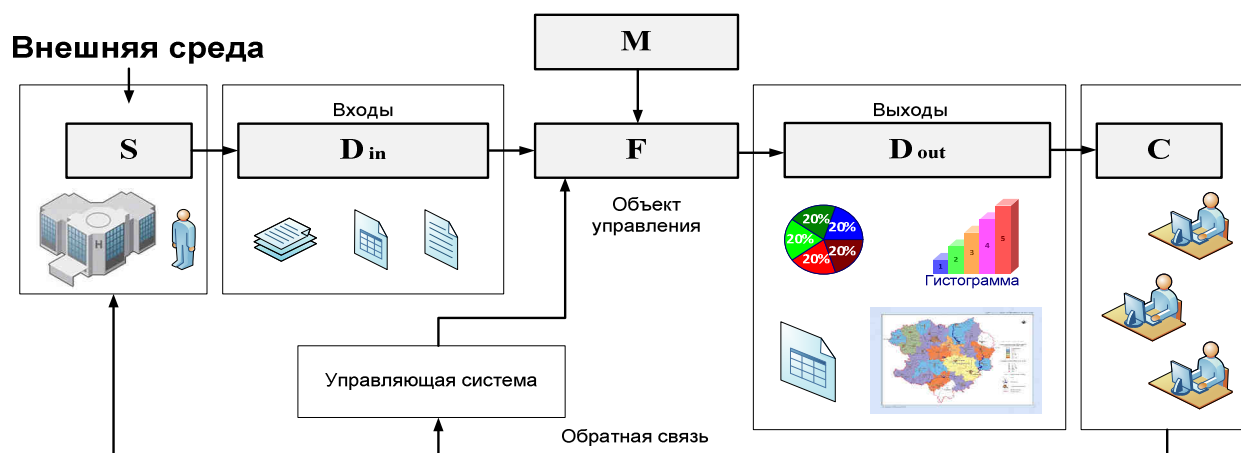 Внешняя среда
M
Входы
Выходы
S
D in
F
D out
C
Объект
управления
20%
20%
20%
20%
20%
1
2
3
4
5
Гистограмма
H
Управляющая система
Обратная связь